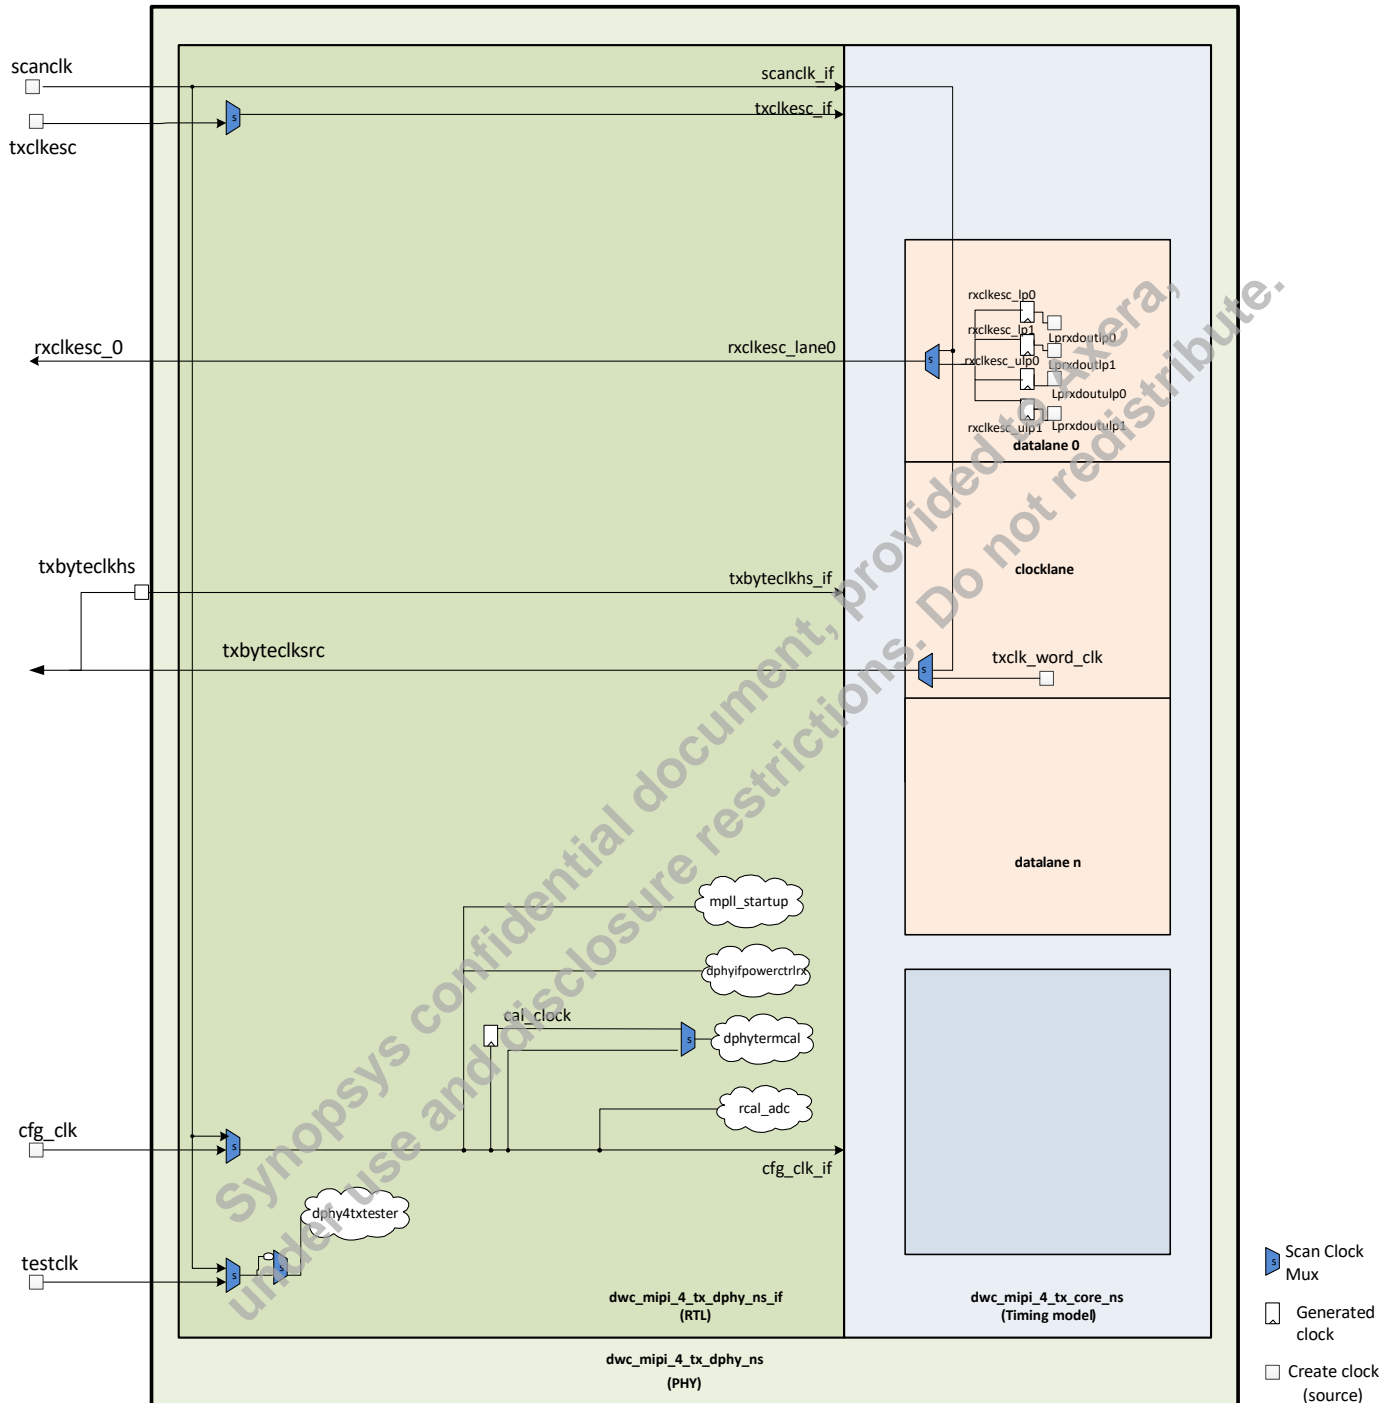 scanclk
scanclk_if
s
txclkesc_if
txclkesc
rxclkesc_lp0
rxclkesc_lp1
Lprxdoutlp0
rxclkesc_0
rxclkesc_lane0
s
rxclkesc_ulp0
Lprxdoutlp1
Lprxdoutulp0
rxclkesc_ulp1
Lprxdoutulp1
datalane 0
txbyteclkhs
txbyteclkhs_if
clocklane
txbyteclksrc
s
txclk_word_clk
datalane n
mpll_startup
dphyifpowerctrlrx
cal_clock
s
dphytermcal
rcal_adc
cfg_clk
s
cfg_clk_if
dphy4txtester
testclk
s
s
dwc_mipi_4_tx_dphy_ns_if
(RTL)
dwc_mipi_4_tx_core_ns
(Timing model)
dwc_mipi_4_tx_dphy_ns
(PHY)
s
Scan Clock
Mux
Generated
clock
Create clock
(source)
Synopsys confidential document, provided to Axera,
under use and disclosure restrictions. Do not redistribute.